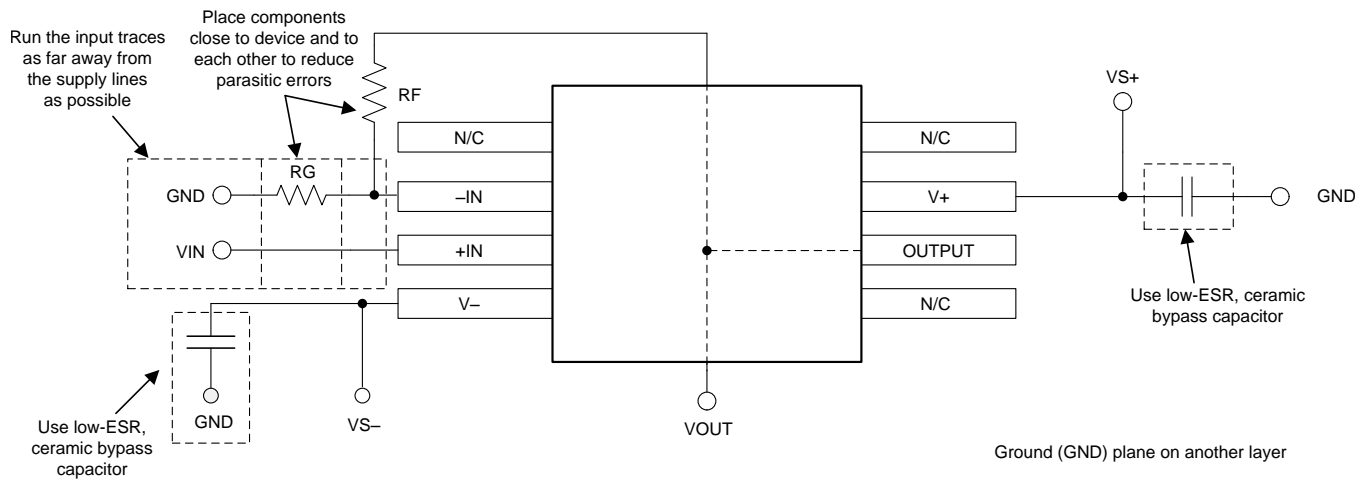 Run the input traces
as far away from
the supply lines
as possible
Place components
close to device and to
each other to reduce
parasitic errors
RF
VS+
N/C
N/C
RG
GND
–IN
V+
GND
VIN
+IN
OUTPUT
V–
N/C
Use low-ESR, ceramic
bypass capacitor
GND
VS–
VOUT
Use low-ESR,
ceramic bypass
capacitor
Ground (GND) plane on another layer